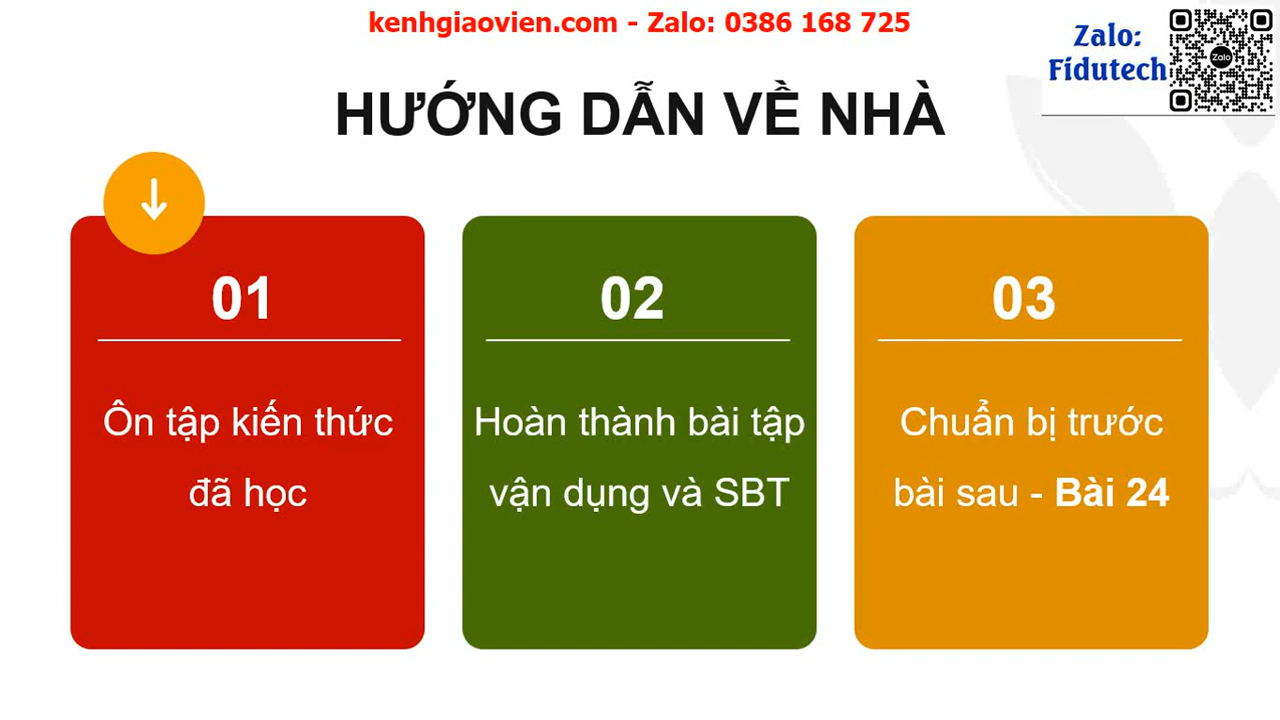 kenhgiaovien.com - Zalo: 0386 168 725
Zalo:
Fidutech
Zalo
HƯỚNG DẪN VỀ NHÀ
01
Ôn tập kiến thức
đã học
02
Hoàn thành bài tập
vận dụng và SBT
03
Chuẩn bị trước
bài sau - Bài 24